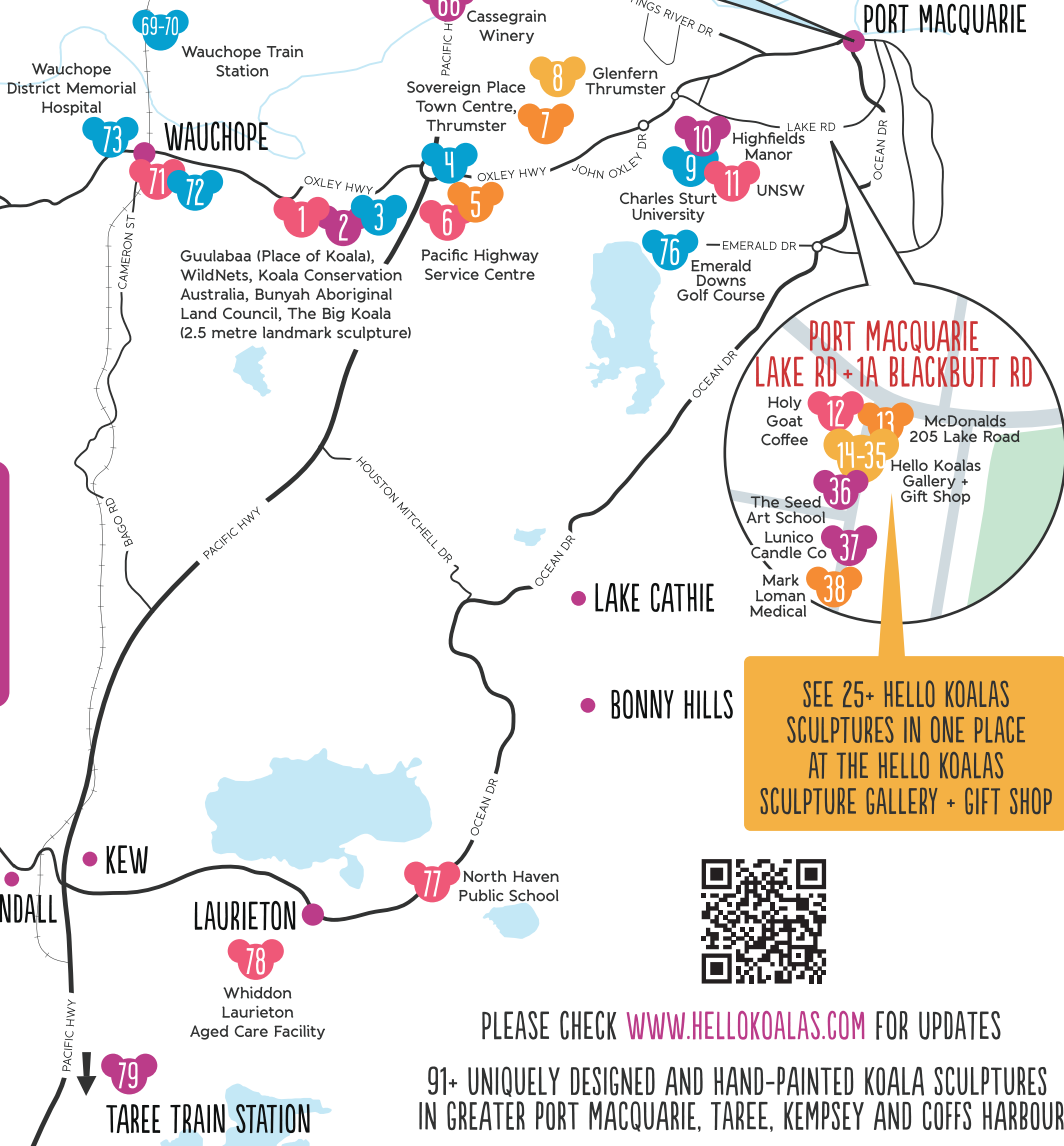 PORT MACQUARIE
RIVER DR
PACIFIC H
Cassegrain
Winery
69-70
Wauchope Train
Station
Wauchope
District Memorial
Hospital
73
WAUCHOPE
71
72
8
Glenfern
Thrumster
Sovereign Place
Town Centre,
Thrumster
7
4
LAKE RD
OCEAN DR
10
Highfields
Manor
9
11
UNSW
Charles Sturt
University
JOHN OXLEY DR
OXLEY HWY
OXLEY HWY
1
2
3
5
6
Guulabaa (Place of Koala),
WildNets, Koala Conservation
Australia, Bunyah Aboriginal
Land Council, The Big Koala
(2.5 metre landmark sculpture)
Pacific Highway
Service Centre
76
EMERALD DR
Emerald
Downs
Golf Course
CAMERON ST
OCEAN DR
PORT MACQUARIE
LAKE RD + 1A BLACKBUTT RD
Holy
Goat
Coffee
12
13
McDonalds
205 Lake Road
14-35
Hello Koalas
Gallery +
Gift Shop
36
The Seed
Art School
Lunico
Candle Co
37
Mark
Loman
Medical
38
HOUSTON MITCHELL DR
PACIFIC HWY
BAGO RD
OCEAN DR
LAKE CATHIE
BONNY HILLS
SEE 25+ HELLO KOALAS
SCULPTURES IN ONE PLACE
AT THE HELLO KOALAS
SCULPTURE GALLERY + GIFT SHOP
OCEAN DR
KEW
NDALL
LAURIETON
77
North Haven
Public School
78
Whiddon
Laurieton
Aged Care Facility
PACIFIC HWY
79
TAREE TRAIN STATION
PLEASE CHECK WWW.HELLOKOALAS.COM FOR UPDATES
91+ UNIQUELY DESIGNED AND HAND-PAINTED KOALA SCULPTURES
IN GREATER PORT MACQUARIE, TAREE, KEMPSEY AND COFFS HARBOUR